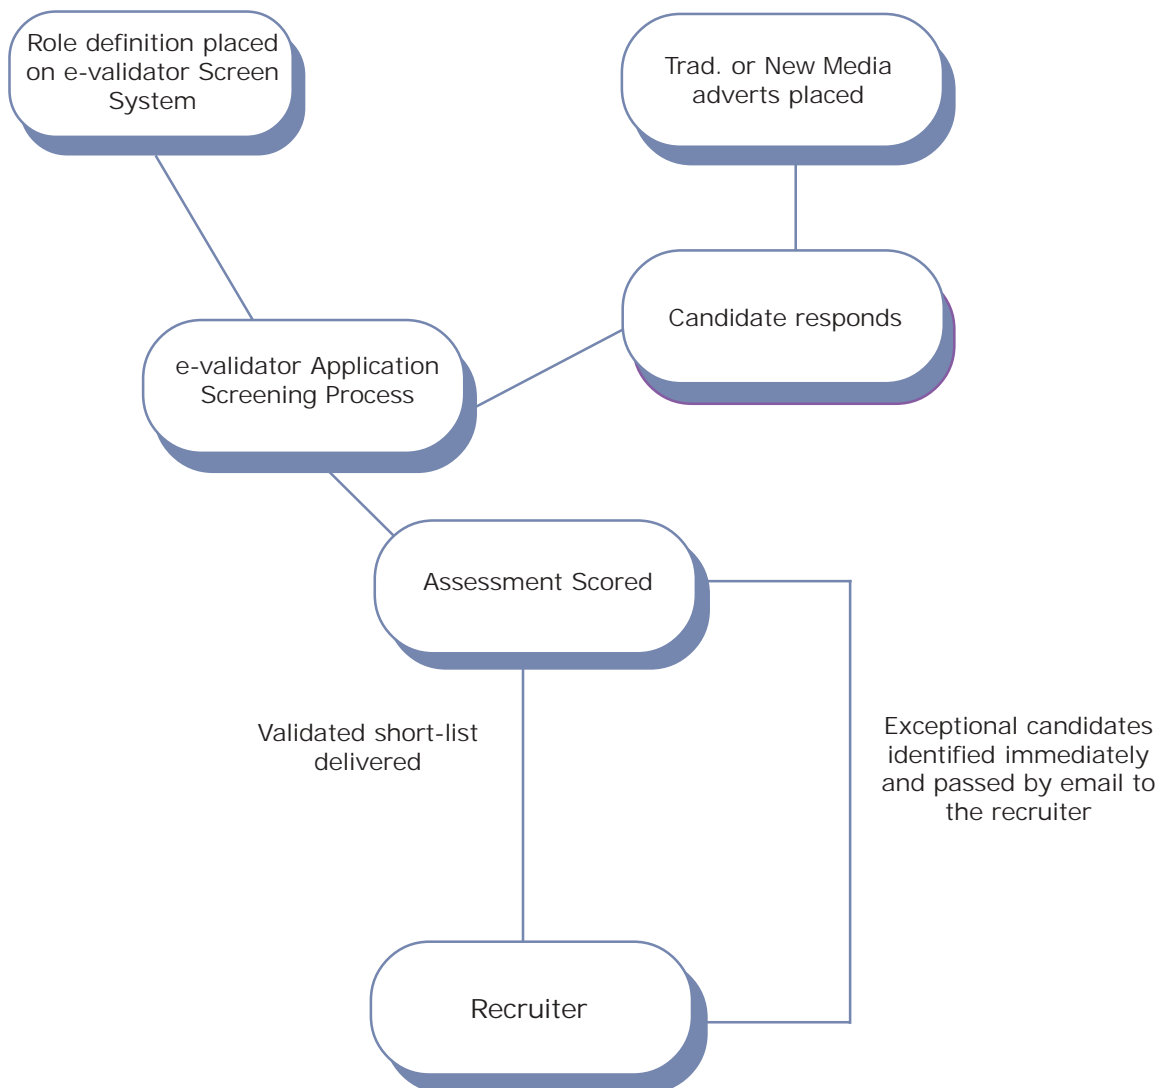 Role definition placed
on e-validator Screen
System
Trad. or New Media
adverts placed
Candidate responds
e-validator Application
Screening Process
Assessment Scored
Validated short-list
delivered
Exceptional candidates
identified immediately
and passed by email to
the recruiter
Recruiter